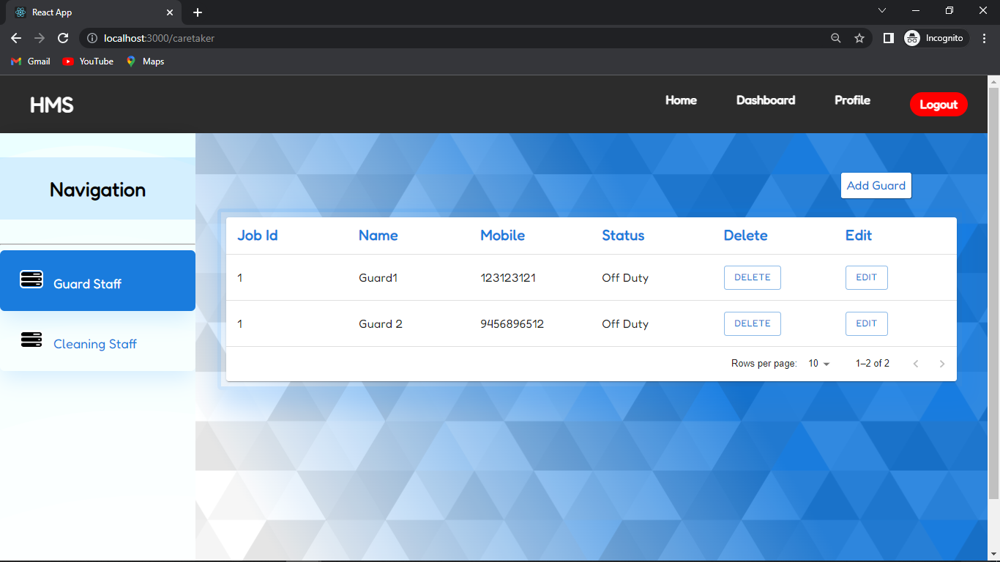 React App
localhost:3000/caretaker
Incognito
Gmail YouTube Maps
HMS Home Dashboard Profile Logout
Navigation
Guard Staff
Cleaning Staff
Add Guard
Job Id Name Mobile Status Delete Edit
1 Guard1 123123121 Off Duty DELETE EDIT
1 Guard 2 9456896512 Off Duty DELETE EDIT
Rows per page: 10 1–2 of 2